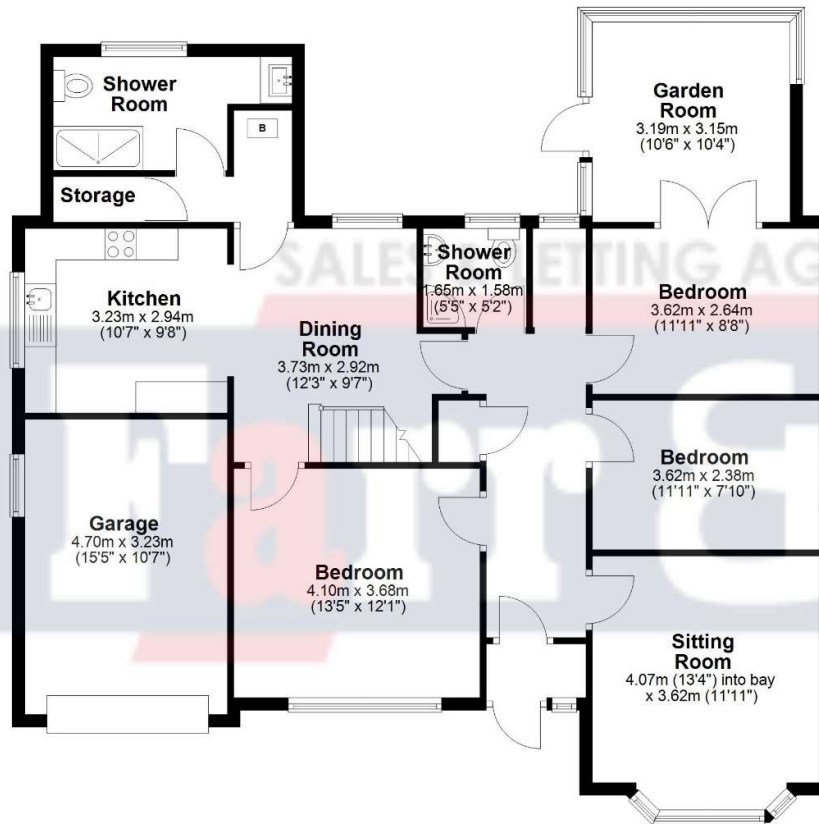 Shower
Room
B
Storage
Garden
Room
3.19m x 3.15m
(10'6" x 10'4")
SALES & LETTING AG
Kitchen
3.23m x 2.94m
(10'7" x 9'8")
Dining
Room
3.73m x 2.92m
(12'3" x 9'7")
Shower
Room
1.65m x 1.58m
(5'5" x 5'2")
Bedroom
3.62m x 2.64m
(11'11" x 8'8")
Bedroom
3.62m x 2.38m
(11'11" x 7'10")
Farr &
Garage
4.70m x 3.23m
(15'5" x 10'7")
Bedroom
4.10m x 3.68m
(13'5" x 12'1")
Sitting
Room
4.07m (13'4") into bay
x 3.62m (11'11")